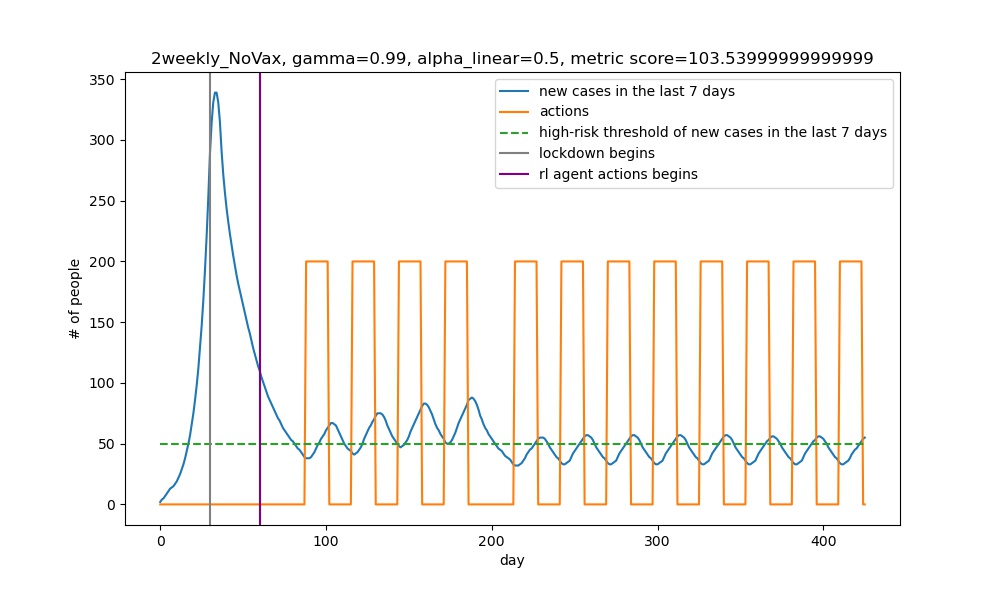 2weekly_NoVax, gamma=0.99, alpha_linear=0.5, metric score=103.53999999999999
350
300
250
200
150
100
50
0
# of people
new cases in the last 7 days
actions
high-risk threshold of new cases in the last 7 days
lockdown begins
rl agent actions begins
0 100 200 300 400
day